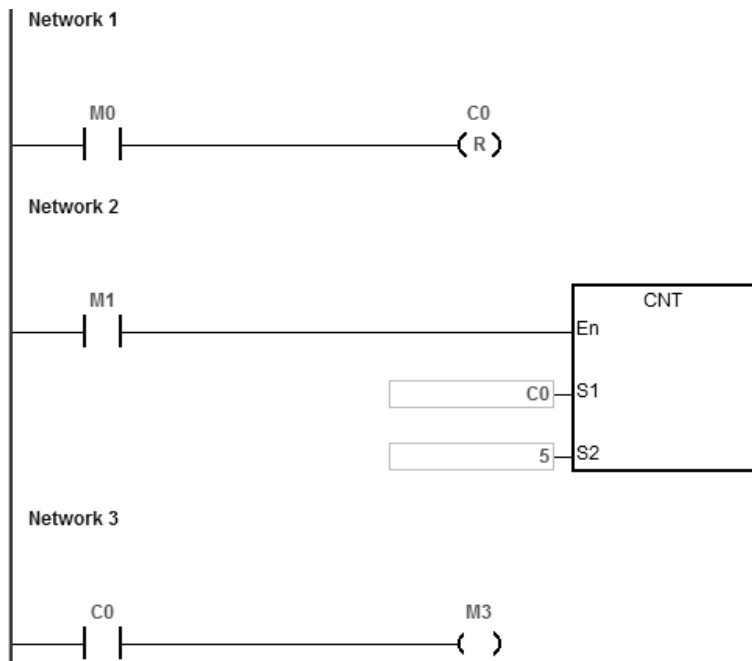 Network 1
M0 C0
R
Network 2
M1 CNT
En
C0 S1
5 S2
Network 3
C0 M3